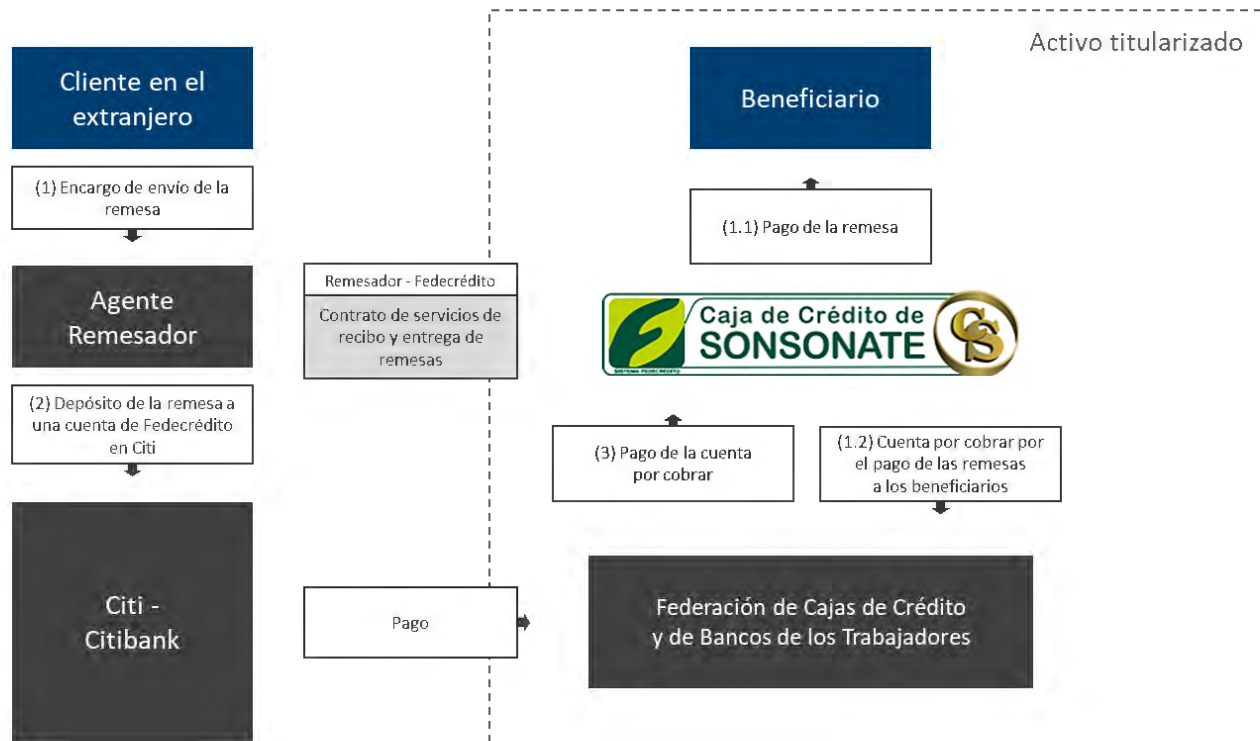 Activo titularizado
Cliente en el
extranjero
Beneficiario
(1) Encargo de envío de la
remesa
(1.1) Pago de la remesa
Agente
Remesador
Remesador - Fedecrédito
Contrato de servicios de
recibo y entrega de
remesas
Caja de Crédito de
SONSONATE
CCS
SISTEMA FEDECREDITO
(2) Depósito de la remesa a
una cuenta de Fedecrédito
en Citi
(3) Pago de la cuenta
por cobrar
(1.2) Cuenta por cobrar por
el pago de las remesas
a los beneficiarios
Citi -
Citibank
Pago
Federación de Cajas de Crédito
y de Bancos de los Trabajadores